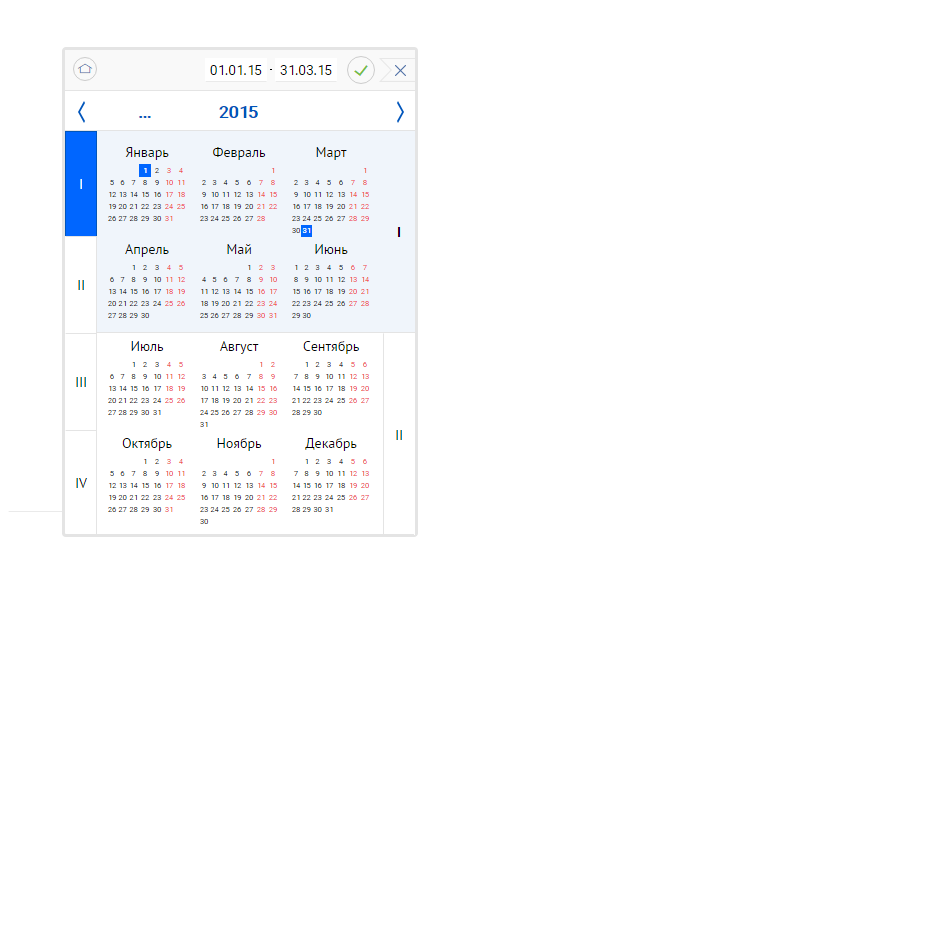 01.01.15 - 31.03.15
... 2015
Январь Февраль Март
1 2 3 4 1 1
5 6 7 8 9 10 11 2 3 4 5 6 7 8 2 3 4 5 6 7 8
I 12 13 14 15 16 17 18 9 10 11 12 13 14 15 9 10 11 12 13 14 15
19 20 21 22 23 24 25 16 17 18 19 20 21 22 16 17 18 19 20 21 22
26 27 28 29 30 31 23 24 25 26 27 28 23 24 25 26 27 28 29
30 31 I
Апрель Май Июнь
1 2 3 4 5 1 2 3 1 2 3 4 5 6 7
6 7 8 9 10 11 12 4 5 6 7 8 9 10 8 9 10 11 12 13 14
II 13 14 15 16 17 18 19 11 12 13 14 15 16 17 15 16 17 18 19 20 21
20 21 22 23 24 25 26 18 19 20 21 22 23 24 22 23 24 25 26 27 28
27 28 29 30 25 26 27 28 29 30 31 29 30
Июль Август Сентябрь
1 2 3 4 5 1 2 1 2 3 4 5 6
6 7 8 9 10 11 12 3 4 5 6 7 8 9 7 8 9 10 11 12 13
III 13 14 15 16 17 18 19 10 11 12 13 14 15 16 14 15 16 17 18 19 20
20 21 22 23 24 25 26 17 18 19 20 21 22 23 21 22 23 24 25 26 27
27 28 29 30 31 24 25 26 27 28 29 30 28 29 30
31
II
Октябрь Ноябрь Декабрь
1 2 3 4 1 1 2 3 4 5 6
5 6 7 8 9 10 11 2 3 4 5 6 7 8 7 8 9 10 11 12 13
IV 12 13 14 15 16 17 18 9 10 11 12 13 14 15 14 15 16 17 18 19 20
19 20 21 22 23 24 25 16 17 18 19 20 21 22 21 22 23 24 25 26 27
26 27 28 29 30 31 23 24 25 26 27 28 29 28 29 30 31
30